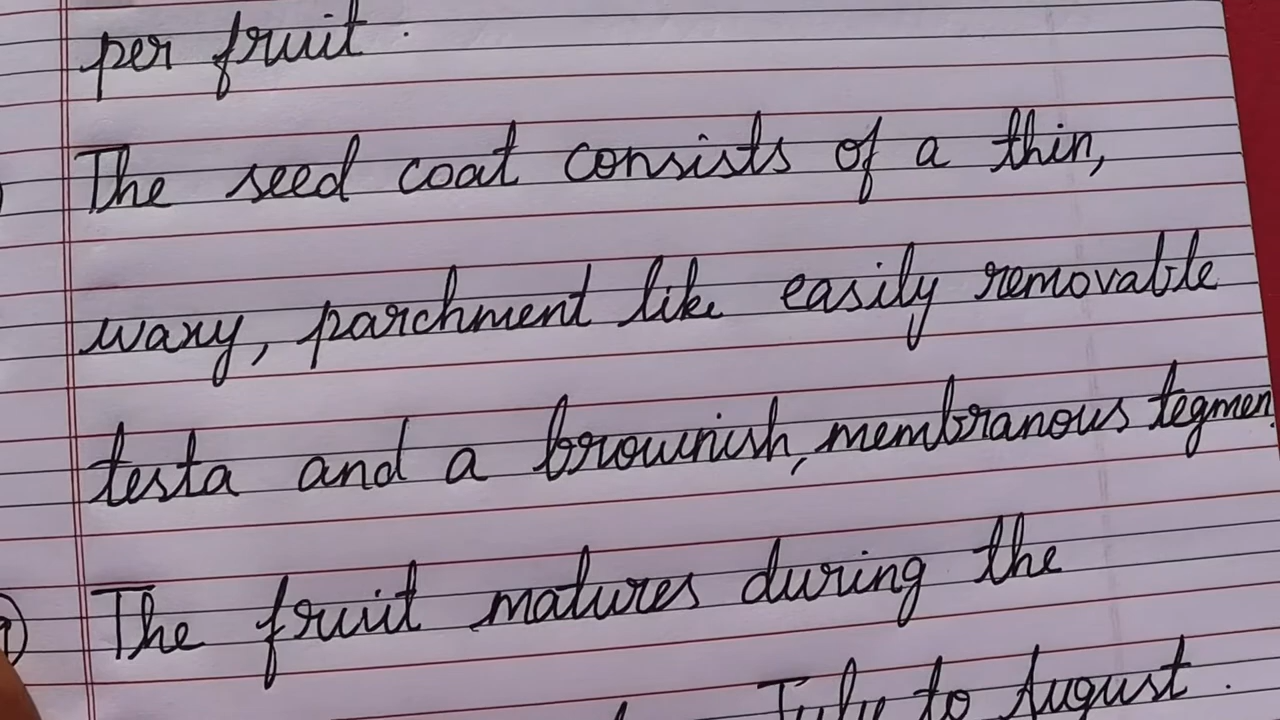 per fruit.
The seed coat consists of a thin,
waxy, parchment like easily removable
testa and a brownish, membranous tegmen.
The fruit matures during the
July to August.